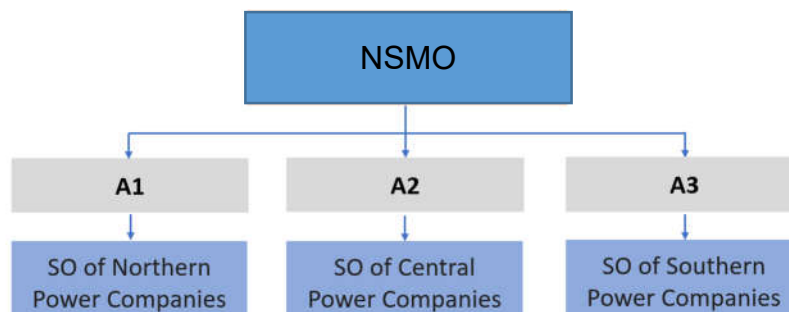 NSMO
A1
A2
A3
SO of Northern
Power Companies
SO of Central
Power Companies
SO of Southern
Power Companies